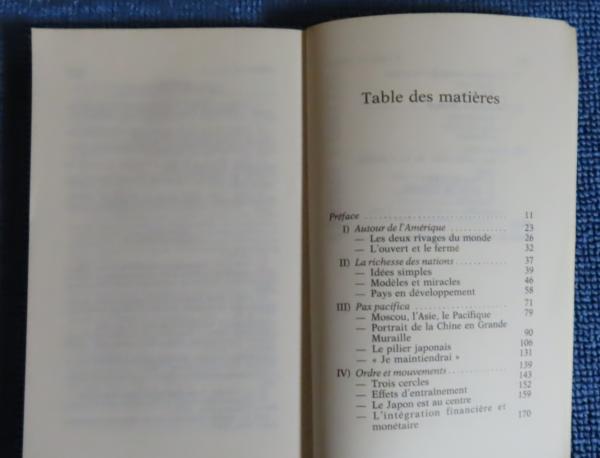 Table des matières
Préface . . . . . . . . . . . . . . . . . . . . . . . . . . 11
I) Autour de l'Amérique . . . . . . . . . . . 23
— Les deux rivages du monde 26
— L'ouvert et le fermé 32
II) La richesse des nations . . . . . . . . . . 37
— Idées simples 39
— Modèles et miracles 46
— Pays en développement 58
III) Pax pacifica . . . . . . . . . . . . . . . . . . . . . . 71
— Moscou, l'Asie, le Pacifique 79
— Portrait de la Chine en Grande
Muraille 90
— Le pilier japonais 106
— « Je maintiendrai » 131
IV) Ordre et mouvements . . . . . . . . . . . 139
— Trois cercles 143
— Effets d'entraînement 152
— Le Japon est au centre 159
— L'intégration financière et
monétaire 170